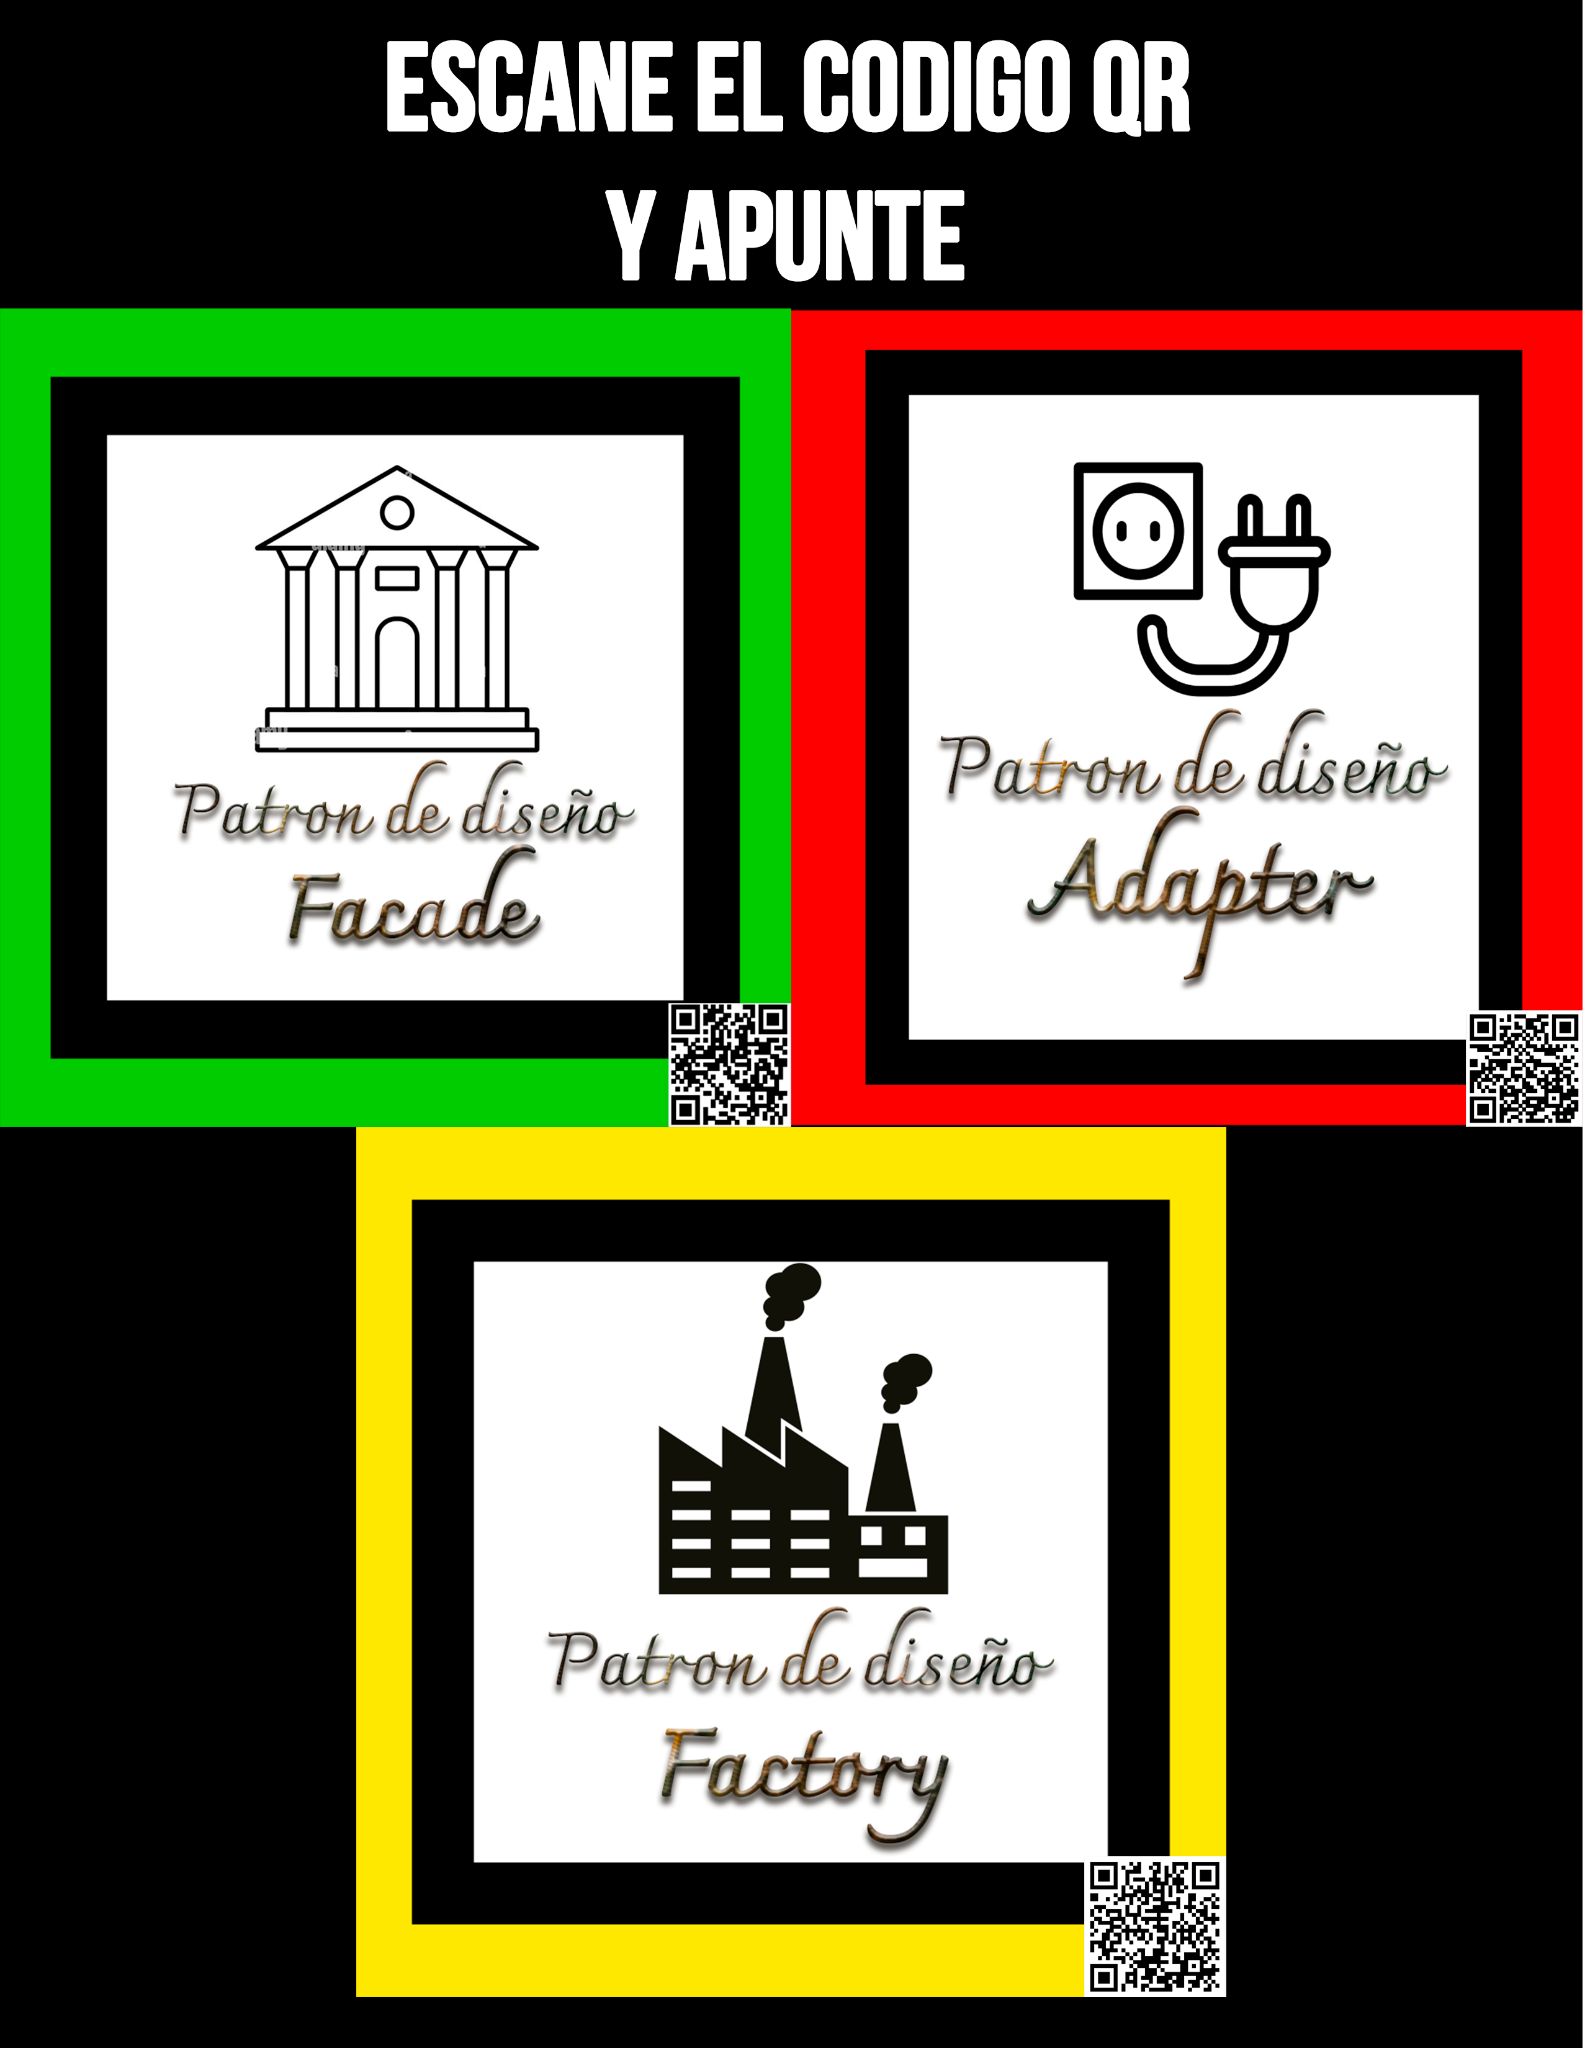 ESCANE EL CODIGO QR
Y APUNTE
Patron de diseño
Facade
Patron de diseño
Adapter
Patron de diseño
Factory